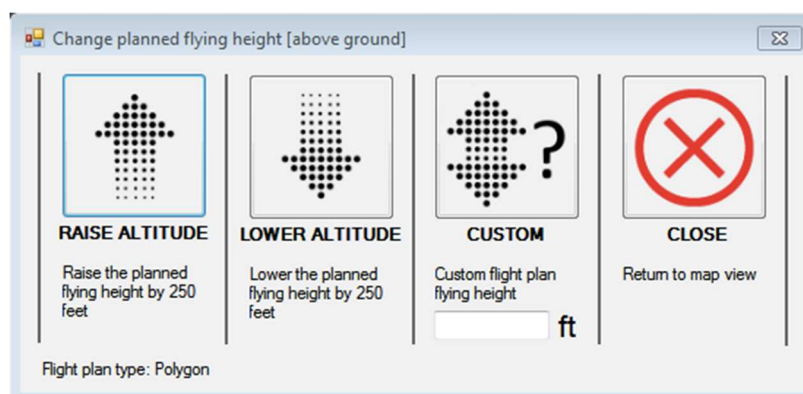 Change planned flying height [above ground]
?
RAISE ALTITUDE
Raise the planned
flying height by 250
feet
LOWER ALTITUDE
Lower the planned
flying height by 250
feet
CUSTOM
Custom flight plan
flying height
ft
CLOSE
Return to map view
Flight plan type: Polygon